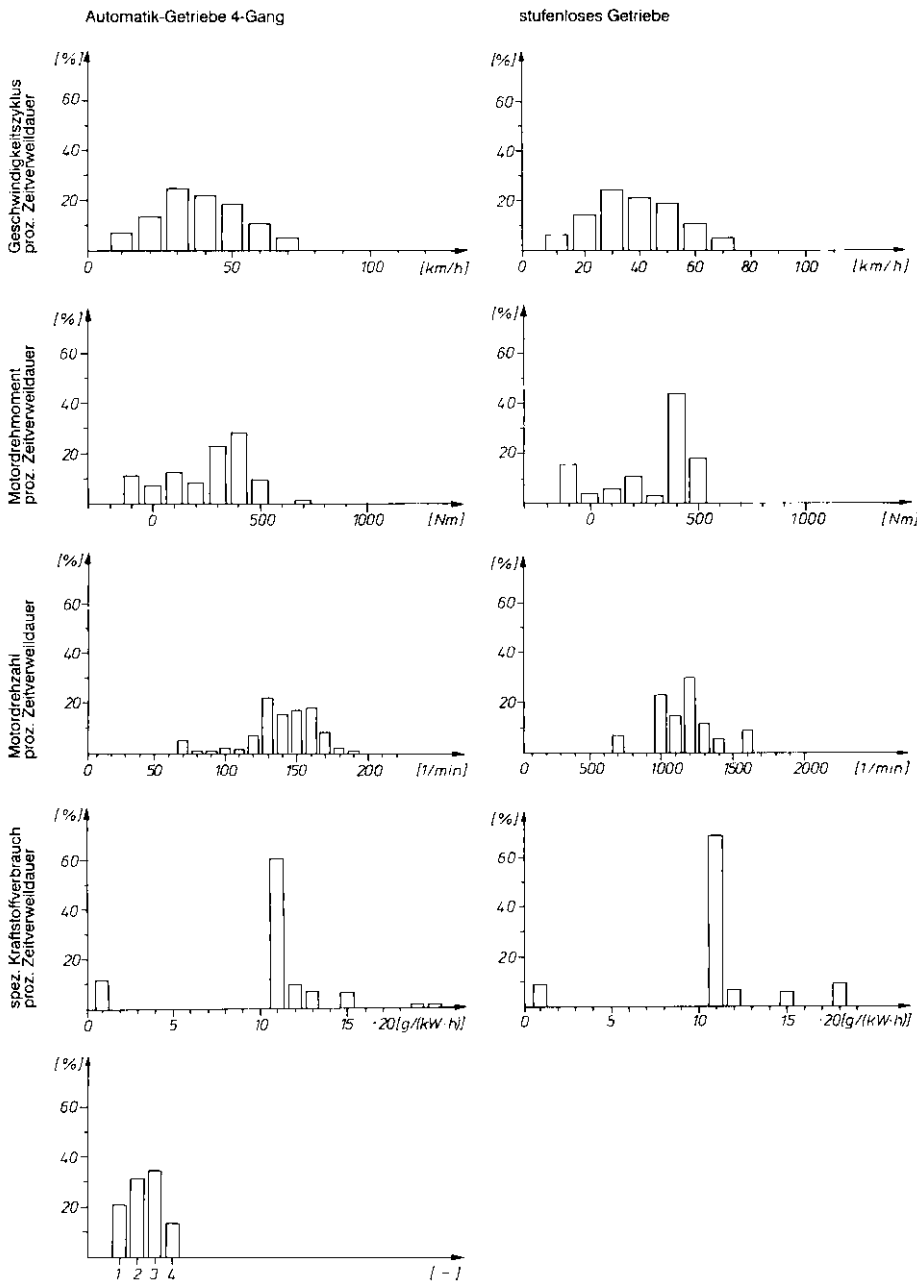 Automatik-Getriebe 4-Gang
stufenloses Getriebe
Geschwindigkeitszyklus
proz. Zeitverweildauer
[%]
60
40
20
0 50 100 [km/h]
[%]
60
40
20
0 20 40 60 80 100 [km/h]
Motordrehmoment
proz. Zeitverweildauer
[%]
60
40
20
0 500 1000 [Nm]
[%]
60
40
20
0 500 1000 [Nm]
Motordrehzahl
proz. Zeitverweildauer
[%]
60
40
20
0 50 100 150 200 [1/min]
[%]
60
40
20
0 500 1000 1500 2000 [1/min]
spez. Kraftstoffverbrauch
proz. Zeitverweildauer
[%]
60
40
20
0 5 10 15 ·20[g/(kW·h)]
[%]
60
40
20
0 5 10 15 ·20[g/(kW·h)]
[%]
60
40
20
1 2 3 4 [-]